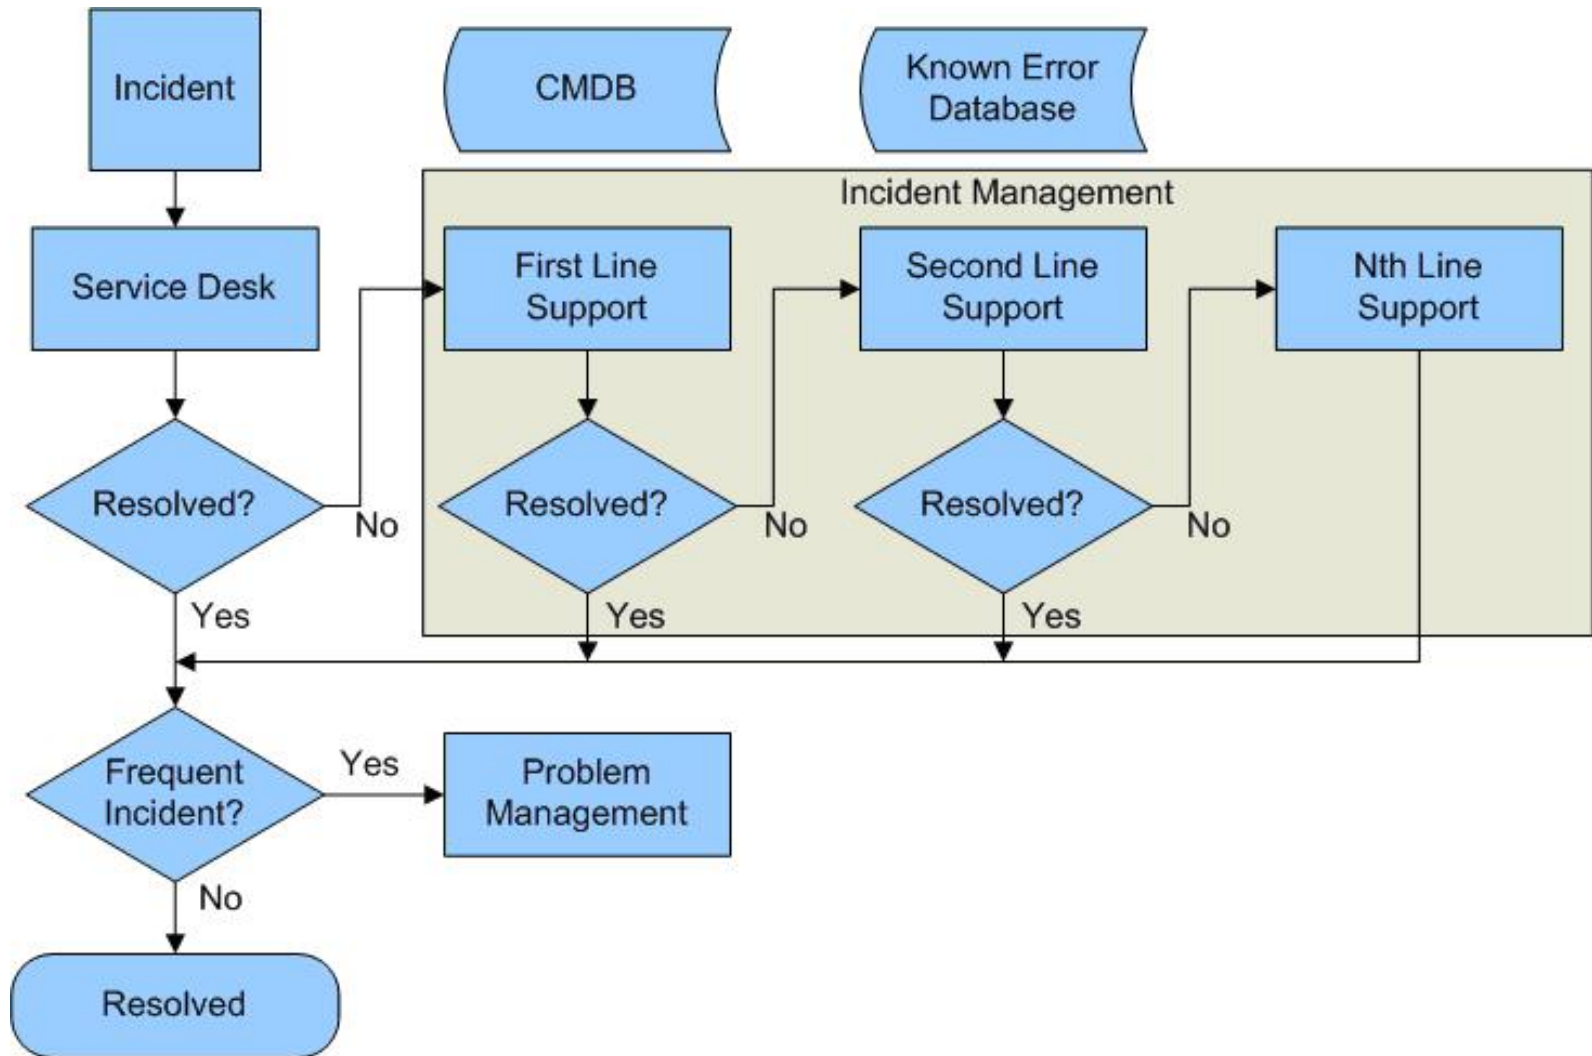 Incident
CMDB
Known Error
Database
Incident Management
Service Desk
First Line
Support
Second Line
Support
Nth Line
Support
Resolved?
No
Resolved?
No
Resolved?
No
Yes
Yes
Yes
Frequent
Incident?
Yes
Problem
Management
No
Resolved